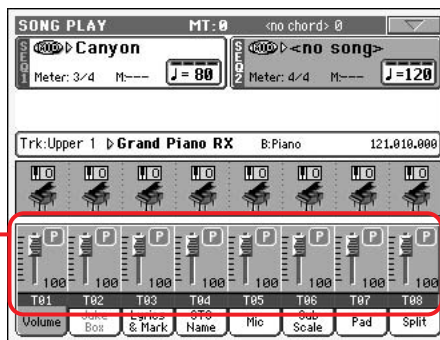 SONG PLAY MT:0 <no chord> 0
SEQ1 Canyon
Meter: 3/4 M:--- ♩= 80
SEQ2 <no song>
Meter: 4/4 M:--- ♩=120
Trk:Upper 1 Grand Piano RX B:Piano 121.010.000
P P P P P P P P
100 100 100 100 100 100 100 100
T01 T02 T03 T04 T05 T06 T07 T08
Volume Juke Box Lyrics & Mark STS Name Mic Sub Scale Pad Split